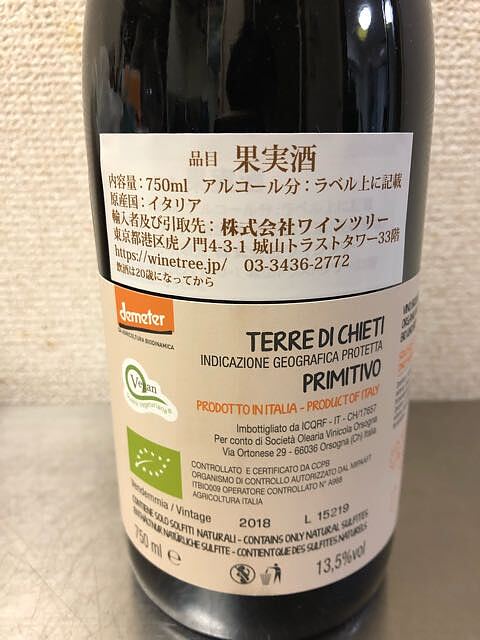 品目 果実酒
内容量：750ml アルコール分：ラベル上に記載
原産国：イタリア
輸入者及び引取先：株式会社ワインツリー
東京都港区虎ノ門4-3-1 城山トラストタワー33階
https://winetree.jp/ 03-3436-2772
飲酒は20歳になってから
demeter
DA AGRICOLTURA BIODINAMICA
Vegan
TERRE DI CHIETI
INDICAZIONE GEOGRAFICA PROTETTA
PRIMITIVO
PRODOTTO IN ITALIA - PRODUCT OF ITALY
Imbottigliato da ICQRF - IT - CH/17657
Per conto di Società Olearia Vinicola Orsogna
Via Ortonese 29 - 66036 Orsogna (Ch) Italia
CONTROLLATO E CERTIFICATO DA CCPB
ORGANISMO DI CONTROLLO AUTORIZZATO DAL MIPAAFT
ITBIO009 OPERATORE CONTROLLATO N° A968
AGRICOLTURA ITALIA
Vendemmia / Vintage 2018 L 15219
CONTIENE SOLO SOLFITI NATURALI - CONTAINS ONLY NATURAL SULFITES
ENTHÄLT NUR NATÜRLICHE SULFITE - CONTIENT QUE DES SULFITES NATURELS
750 ml e 13,5%vol